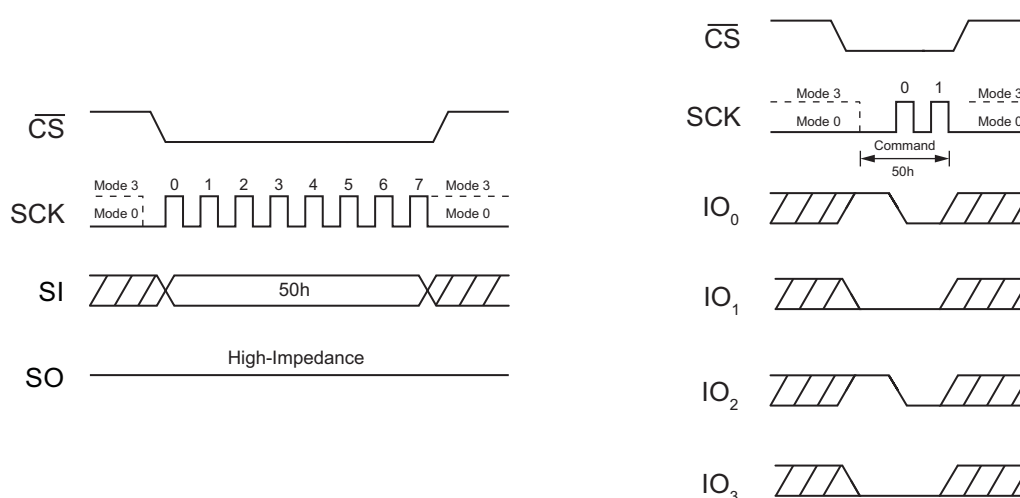 CS
Mode 3
0 1 2 3 4 5 6 7
Mode 3
SCK
Mode 0
Mode 0
SI
50h
High-Impedance
SO
CS
Mode 3
0 1
Mode 3
SCK
Mode 0
Mode 0
Command
50h
IO0
IO1
IO2
IO3